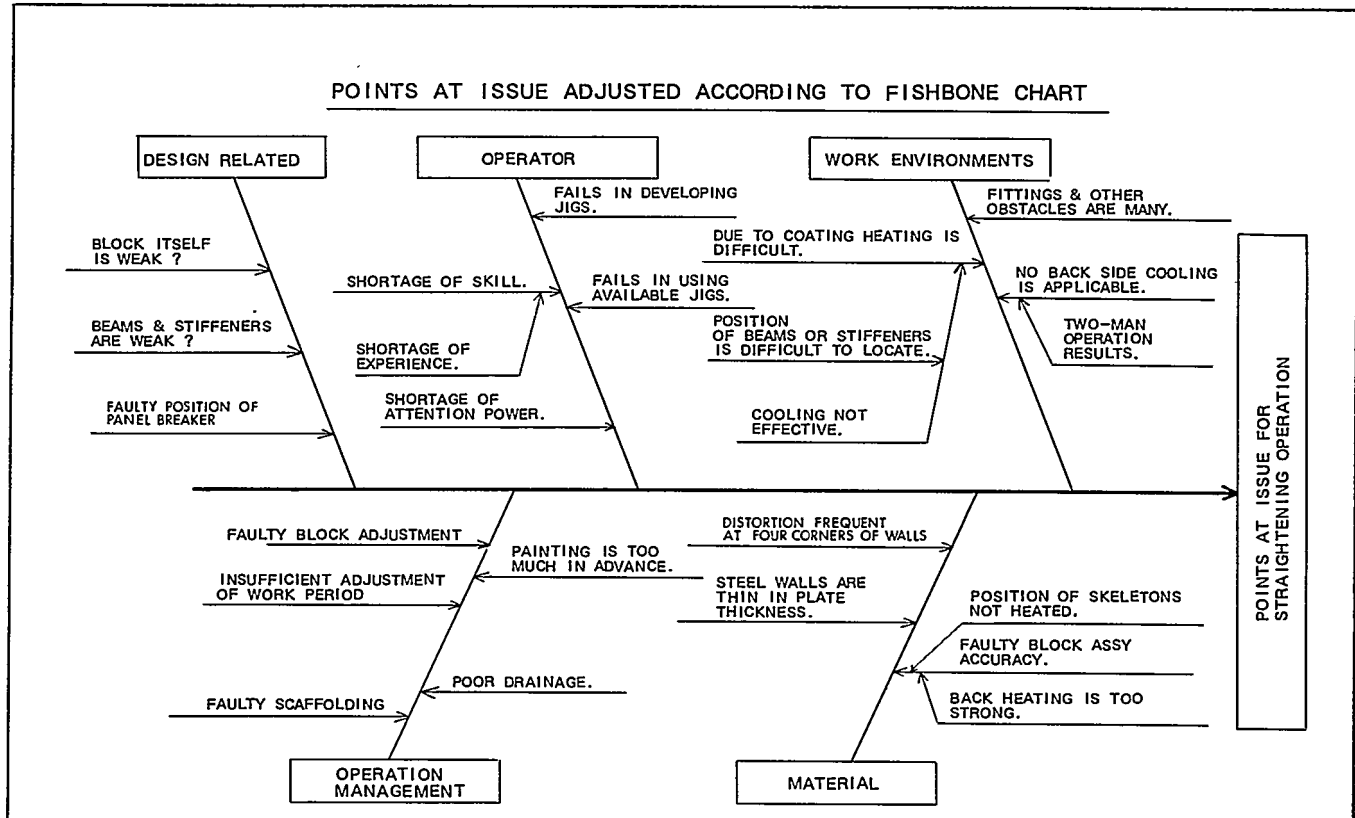 POINTS AT ISSUE ADJUSTED ACCORDING TO FISHBONE CHART
DESIGN RELATED
BLOCK ITSELF
IS WEAK ?
BEAMS & STIFFENERS
ARE WEAK ?
FAULTY POSITION OF
PANEL BREAKER
OPERATOR
FAILS IN DEVELOPING
JIGS.
SHORTAGE OF SKILL.
FAILS IN USING
AVAILABLE JIGS.
SHORTAGE OF
EXPERIENCE.
SHORTAGE OF
ATTENTION POWER.
WORK ENVIRONMENTS
FITTINGS & OTHER
OBSTACLES ARE MANY.
DUE TO COATING HEATING IS
DIFFICULT.
NO BACK SIDE COOLING
IS APPLICABLE.
POSITION
OF BEAMS OR STIFFENERS
IS DIFFICULT TO LOCATE.
TWO-MAN
OPERATION
RESULTS.
COOLING NOT
EFFECTIVE.
POINTS AT ISSUE FOR
STRAIGHTENING OPERATION
FAULTY BLOCK ADJUSTMENT
PAINTING IS TOO
MUCH IN ADVANCE.
INSUFFICIENT ADJUSTMENT
OF WORK PERIOD
POOR DRAINAGE.
FAULTY SCAFFOLDING
OPERATION
MANAGEMENT
DISTORTION FREQUENT
AT FOUR CORNERS OF WALLS
STEEL WALLS ARE
THIN IN PLATE
THICKNESS.
POSITION OF SKELETONS
NOT HEATED.
FAULTY BLOCK ASSY
ACCURACY.
BACK HEATING IS TOO
STRONG.
MATERIAL